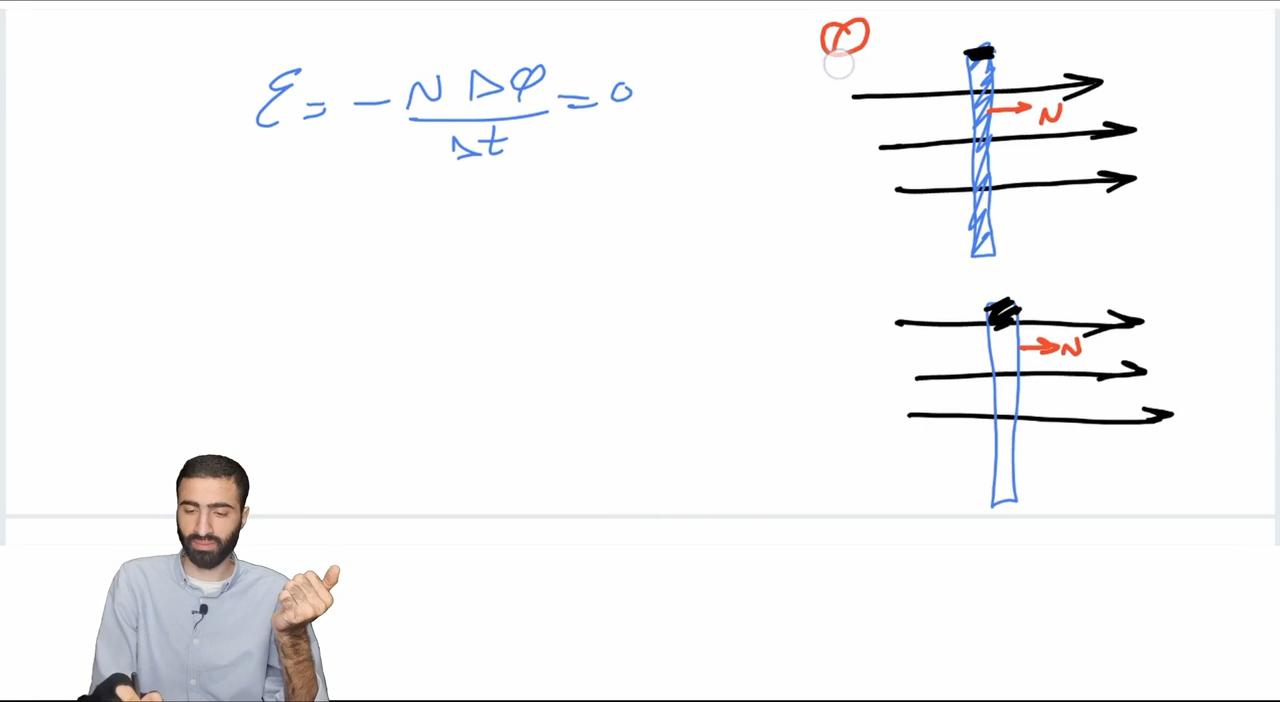 φ
ε = - N Δφ / Δt = 0
N
N